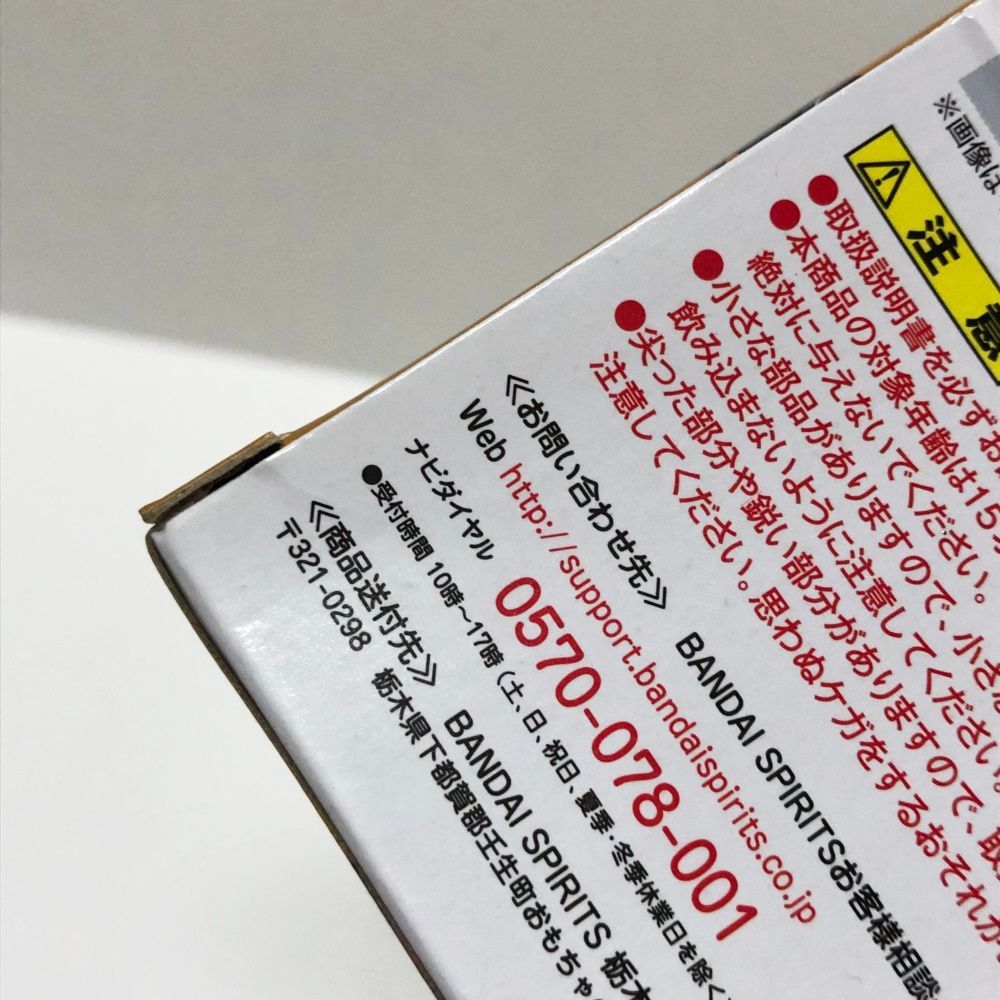 ※画像は
注 意
●取扱説明書を必ずお
●本商品の対象年齢は15
絶対に与えないでください。
●小さな部品がありますので、小さな
飲み込まないように注意してください。
●尖った部分や鋭い部分がありますので、取
注意してください。思わぬケガをするおそれが
《お問い合わせ先》 BANDAI SPIRITSお客様相談
Web http://support.bandaispirits.co.jp
ナビダイヤル 0570-078-001
●受付時間 10時～17時(土、日、祝日、夏季・冬季休業日を除く)
《商品送付先》 BANDAI SPIRITS 栃木
〒321-0298 栃木県下都賀郡壬生町おもちゃの